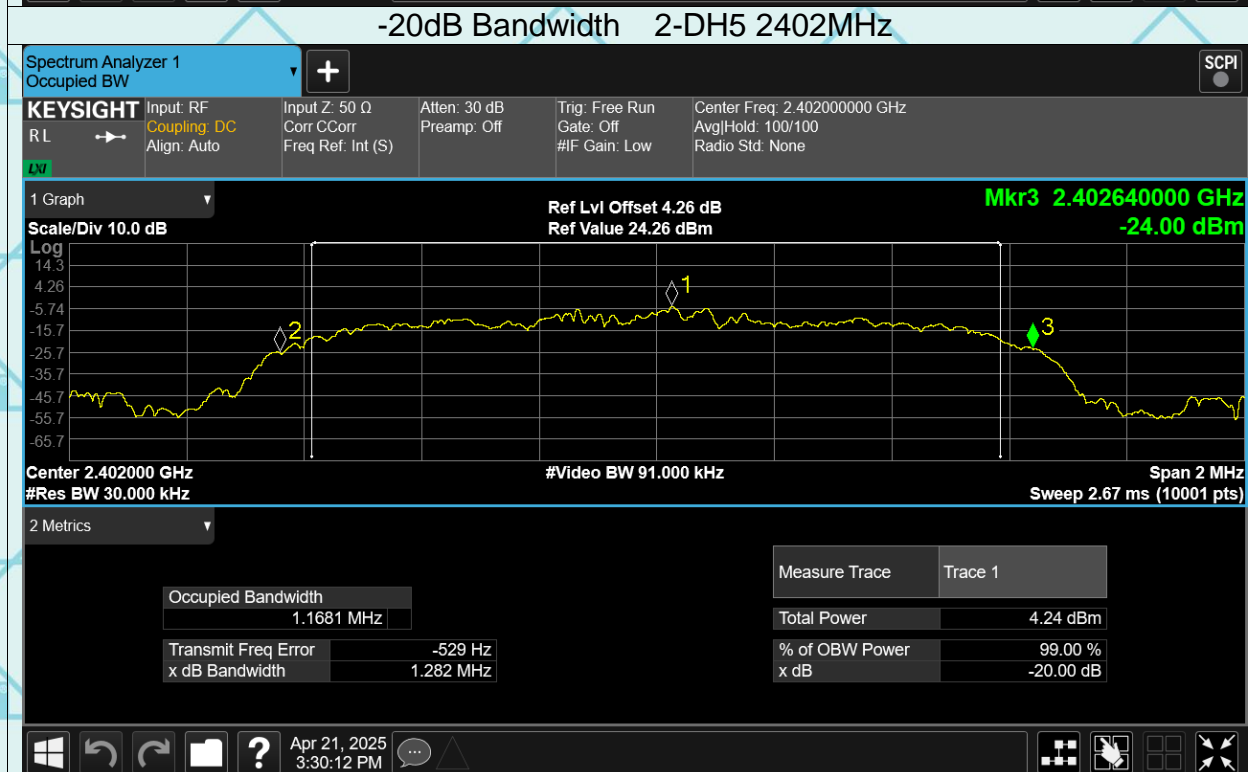 -20dB Bandwidth 2-DH5 2402MHz
Spectrum Analyzer 1
Occupied BW
+
SCPI
KEYSIGHT
RL
LXI
Input: RF
Coupling: DC
Align: Auto
Input Z: 50 Ω
Corr CCorr
Freq Ref: Int (S)
Atten: 30 dB
Preamp: Off
Trig: Free Run
Gate: Off
#IF Gain: Low
Center Freq: 2.402000000 GHz
Avg|Hold: 100/100
Radio Std: None
1 Graph
Scale/Div 10.0 dB
Ref Lvl Offset 4.26 dB
Ref Value 24.26 dBm
Mkr3 2.402640000 GHz
-24.00 dBm
Log
14.3
4.26
-5.74
-15.7
-25.7
-35.7
-45.7
-55.7
-65.7
1
2
3
Center 2.402000 GHz
#Res BW 30.000 kHz
#Video BW 91.000 kHz
Span 2 MHz
Sweep 2.67 ms (10001 pts)
2 Metrics
Occupied Bandwidth
1.1681 MHz
Transmit Freq Error -529 Hz
x dB Bandwidth 1.282 MHz
Measure Trace Trace 1
Total Power 4.24 dBm
% of OBW Power 99.00 %
x dB -20.00 dB
?
Apr 21, 2025
3:30:12 PM